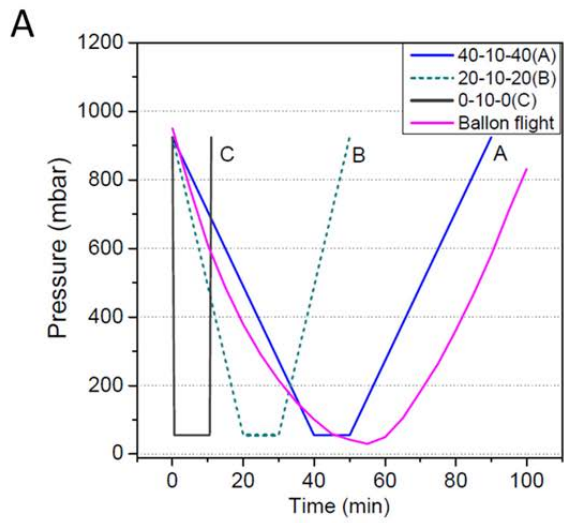 A
1200
1000
800
600
400
200
0
Pressure (mbar)
40-10-40(A)
20-10-20(B)
0-10-0(C)
Ballon flight
C
B
A
0 20 40 60 80 100
Time (min)